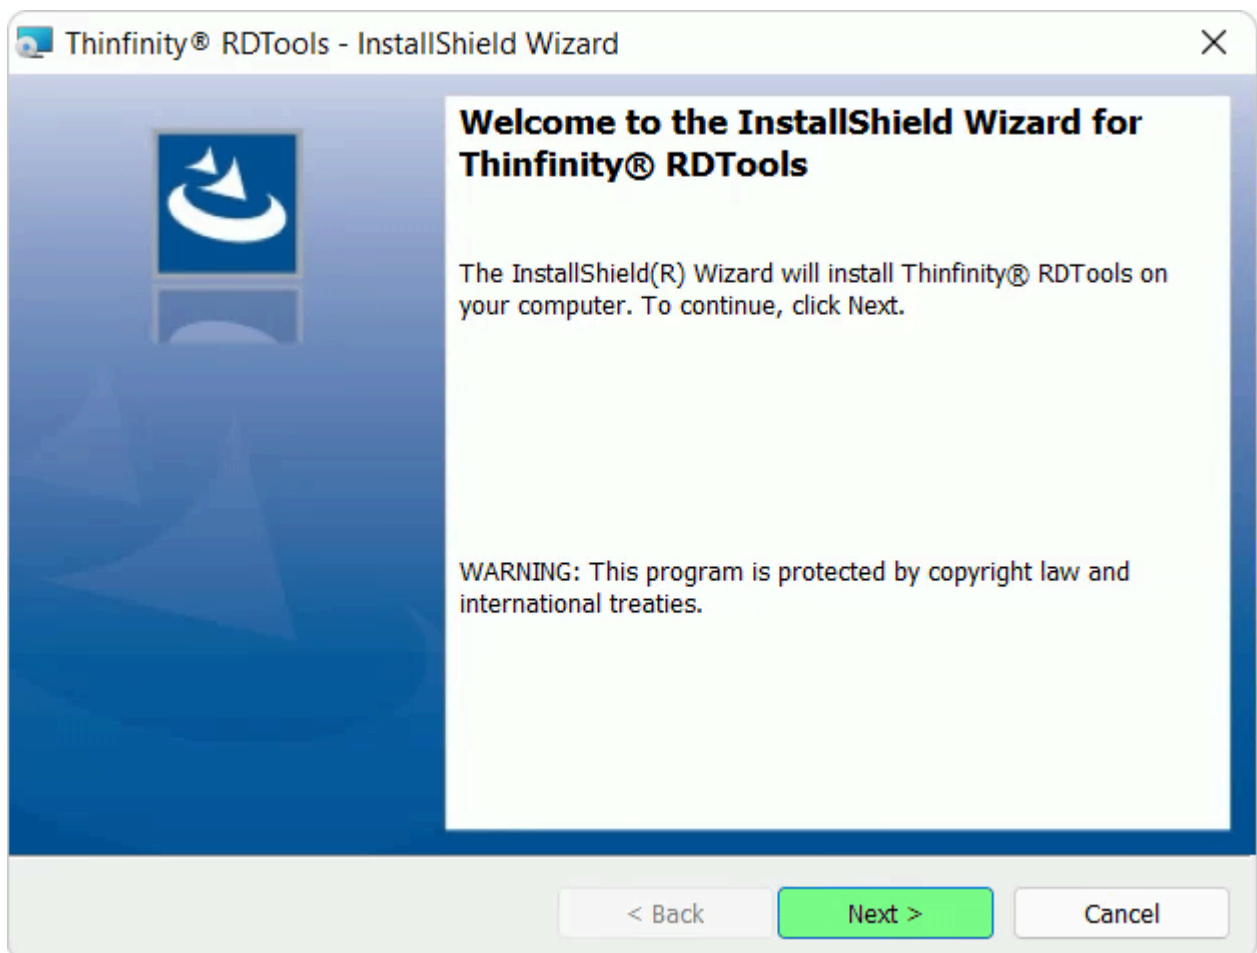 Thinfinity® RDTools - InstallShield Wizard
Welcome to the InstallShield Wizard for
Thinfinity® RDTools
The InstallShield(R) Wizard will install Thinfinity® RDTools on
your computer. To continue, click Next.
WARNING: This program is protected by copyright law and
international treaties.
< Back
Next >
Cancel